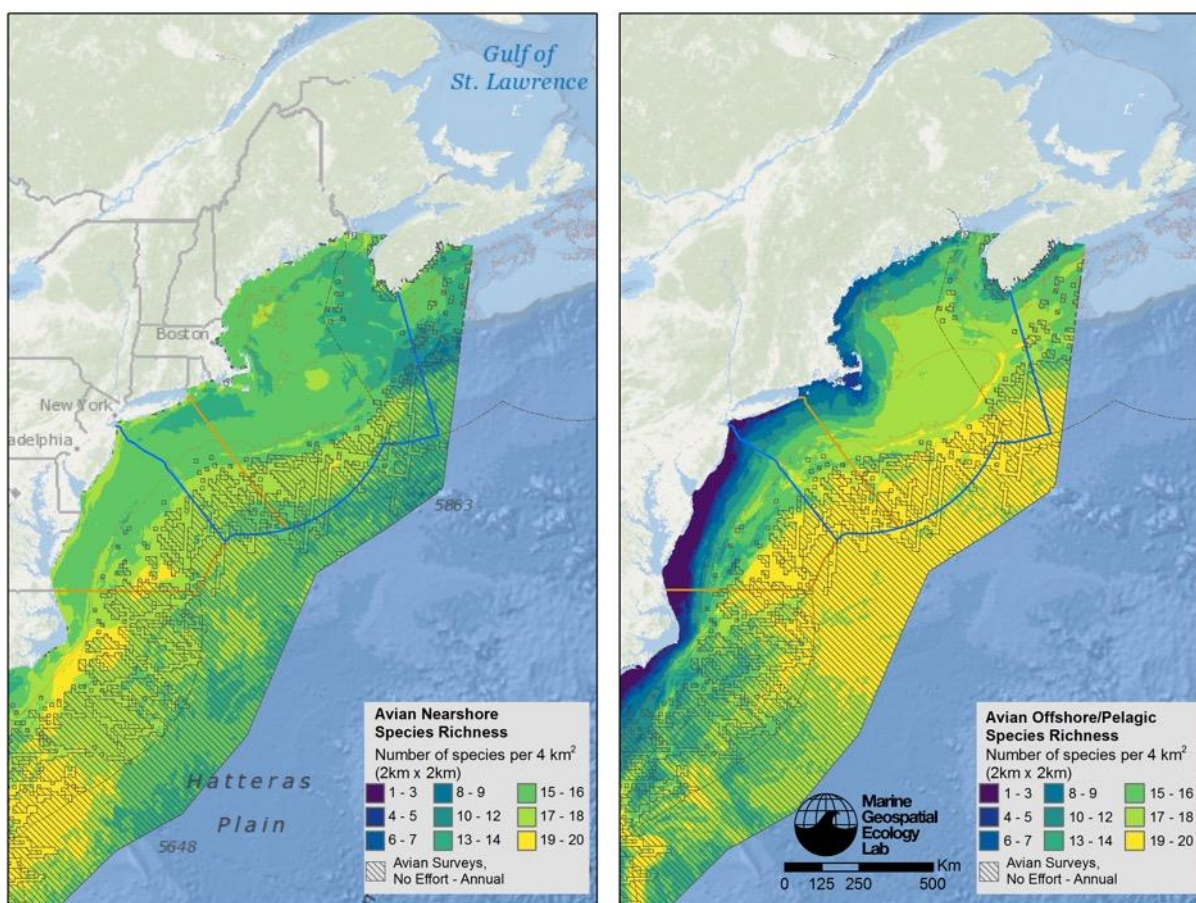 Gulf of
St. Lawrence
Boston
New York
adelphia
5863
Hatteras
Plain
5648
Avian Nearshore
Species Richness
Number of species per 4 km²
(2km x 2km)
1 - 3 8 - 9 15 - 16
4 - 5 10 - 12 17 - 18
6 - 7 13 - 14 19 - 20
Avian Surveys,
No Effort - Annual
Marine
Geospatial
Ecology
Lab
Km
0 125 250 500
Avian Offshore/Pelagic
Species Richness
Number of species per 4 km²
(2km x 2km)
1 - 3 8 - 9 15 - 16
4 - 5 10 - 12 17 - 18
6 - 7 13 - 14 19 - 20
Avian Surveys,
No Effort - Annual